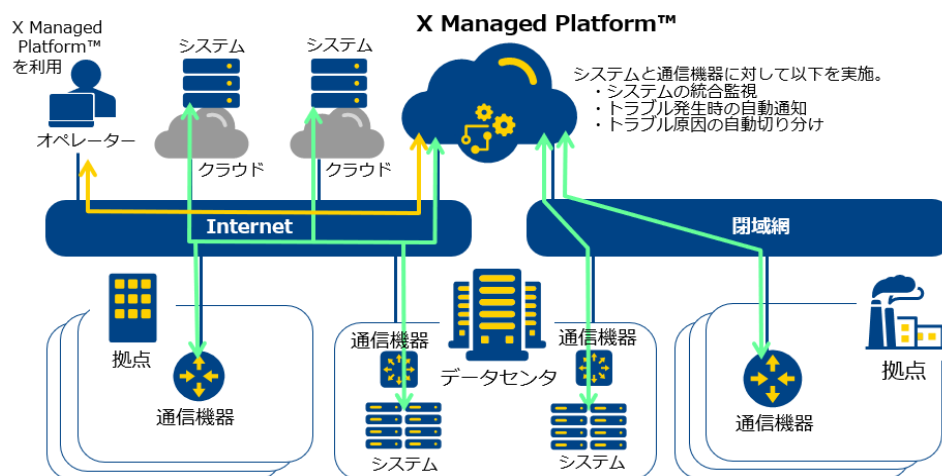 X Managed Platform™
X Managed
Platform™
を利用
システム
システム
システムと通信機器に対して以下を実施。
・システムの統合監視
・トラブル発生時の自動通知
・トラブル原因の自動切り分け
オペレーター
クラウド
クラウド
Internet
閉域網
拠点
通信機器
通信機器
通信機器
データセンタ
システム
システム
通信機器
拠点